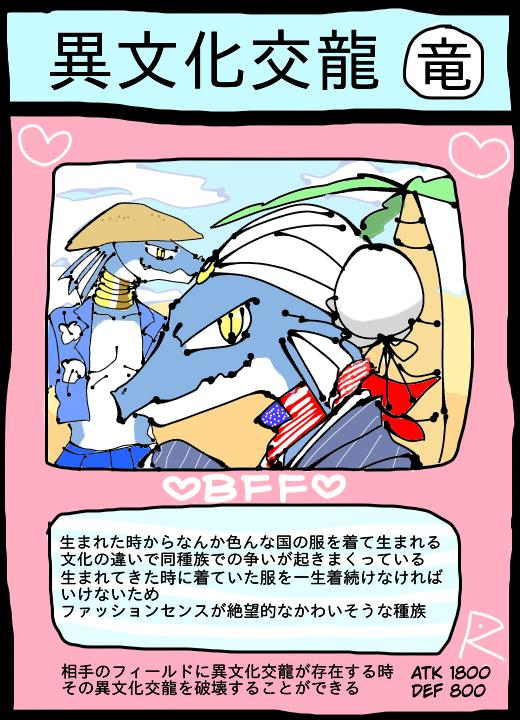 異文化交龍 竜
♡BFF♡
生まれた時からなんか色んな国の服を着て生まれる
文化の違いで同種族での争いが起きまくっている
生まれてきた時に着ていた服を一生着続けなければ
いけないため
ファッションセンスが絶望的なかわいそうな種族
R
相手のフィールドに異文化交龍が存在する時
その異文化交龍を破壊することができる
ATK 1800
DEF 800